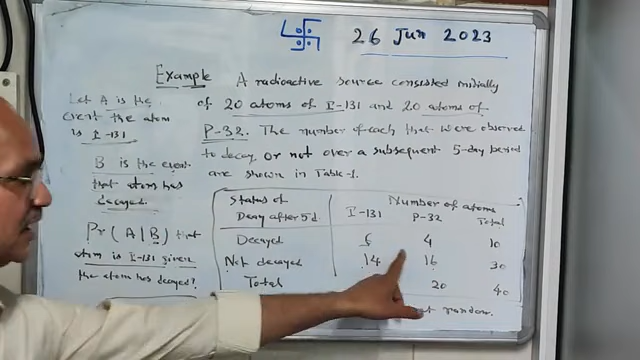 26 Jun 2023
Example A radioactive source consisted initially
of 20 atoms of I-131 and 20 atoms of
P-32. The number of each that were observed
to decay or not over a subsequent 5-day period
are shown in Table-1.
Let A is the
event the atom
is I-131
B is the event
that atom has
decayed.
Pr(A|B) that
atom is I-131 given
the atom has decayed?
Status of Number of atoms
Decay after 5d I-131 P-32 Total
Decayed 6 4 10
Not decayed 14 16 30
Total 20 40
random.